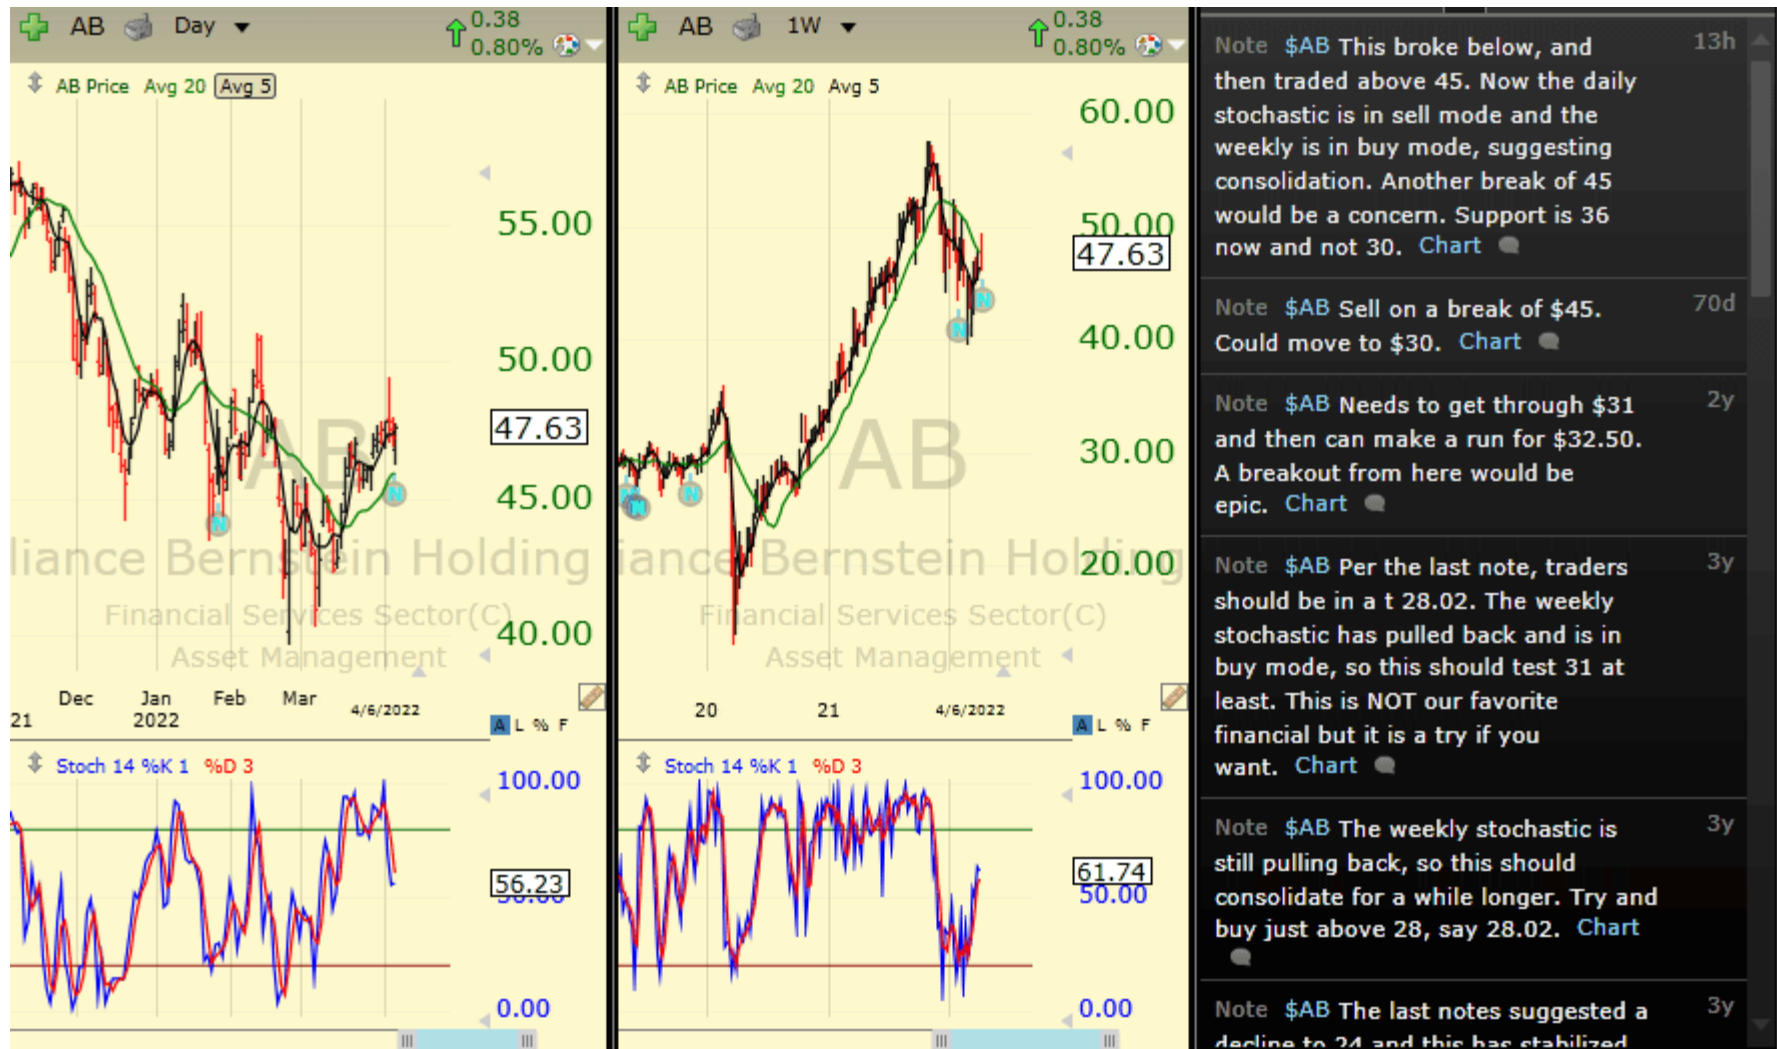 AB Day 0.38
0.80%
AB Price Avg 20 Avg 5
55.00
50.00
47.63
45.00
40.00
AB
liance Bernstein Holding
Financial Services Sector(C)
Asset Management
N
N
Dec Jan Feb Mar 4/6/2022
21 2022
A L % F
Stoch 14 %K 1 %D 3
100.00
56.23
50.00
0.00
AB 1W 0.38
0.80%
AB Price Avg 20 Avg 5
60.00
50.00
47.63
40.00
30.00
20.00
AB
iance Bernstein Holding
Financial Services Sector(C)
Asset Management
N
N
N
N
N
20 21 4/6/2022
A L % F
Stoch 14 %K 1 %D 3
100.00
61.74
50.00
0.00
Note $AB This broke below, and 13h
then traded above 45. Now the daily
stochastic is in sell mode and the
weekly is in buy mode, suggesting
consolidation. Another break of 45
would be a concern. Support is 36
now and not 30. Chart
Note $AB Sell on a break of $45. 70d
Could move to $30. Chart
Note $AB Needs to get through $31 2y
and then can make a run for $32.50.
A breakout from here would be
epic. Chart
Note $AB Per the last note, traders 3y
should be in a t 28.02. The weekly
stochastic has pulled back and is in
buy mode, so this should test 31 at
least. This is NOT our favorite
financial but it is a try if you
want. Chart
Note $AB The weekly stochastic is 3y
still pulling back, so this should
consolidate for a while longer. Try and
buy just above 28, say 28.02. Chart
Note $AB The last notes suggested a 3y
decline to 24 and this has stabilized